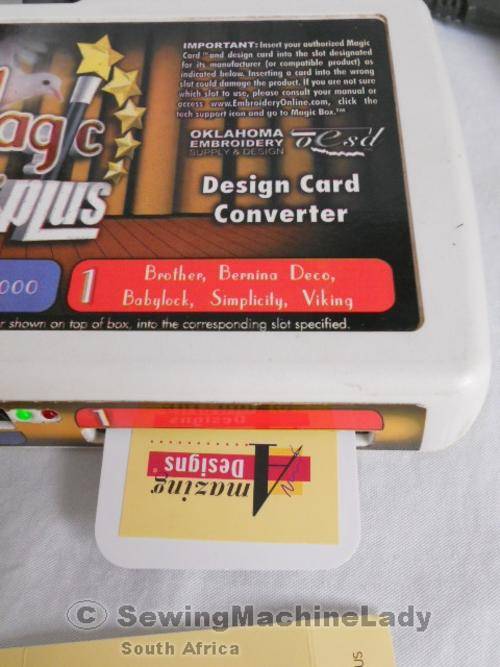 IMPORTANT: Insert your authorized Magic
Card™ and design card into the slot designated
for its manufacturer (or compatible product) as
indicated below. Inserting a card into the wrong
slot could damage the product. If you are not sure
which slot to use, please consult your manual or
access www.EmbroideryOnline.com, click the
tech support icon and go to Magic Box.™
agic
plus
OKLAHOMA
EMBROIDERY
SUPPLY & DESIGN
oesd
Design Card
Converter
000
1
Brother, Bernina Deco,
Babylock, Simplicity, Viking
r shown on top of box, into the corresponding slot specified.
1
Designs
Amazing
Designs
© SewingMachineLady
South Africa
US